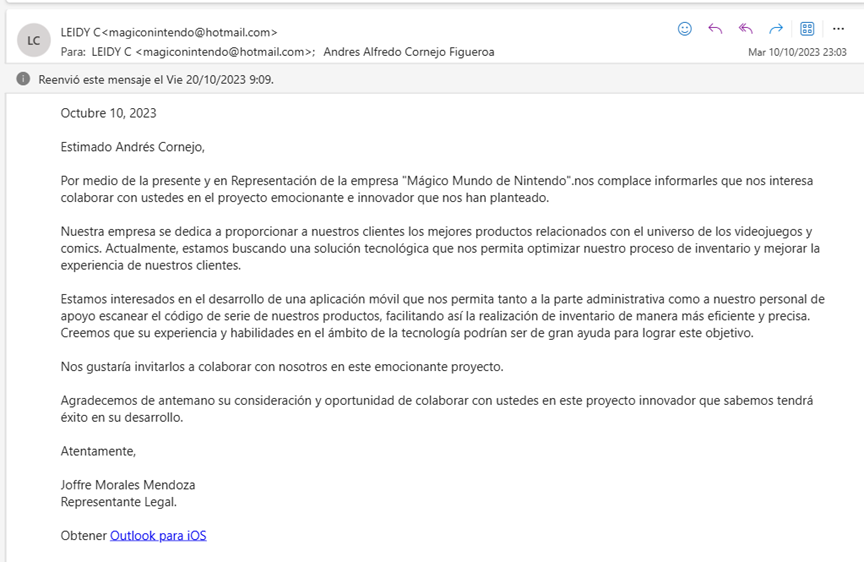 LC
LEIDY C<magiconintendo@hotmail.com>
Para: LEIDY C <magiconintendo@hotmail.com>; Andres Alfredo Cornejo Figueroa
Mar 10/10/2023 23:03
Reenvió este mensaje el Vie 20/10/2023 9:09.
Octubre 10, 2023
Estimado Andrés Cornejo,
Por medio de la presente y en Representación de la empresa "Mágico Mundo de Nintendo".nos complace informarles que nos interesa
colaborar con ustedes en el proyecto emocionante e innovador que nos han planteado.
Nuestra empresa se dedica a proporcionar a nuestros clientes los mejores productos relacionados con el universo de los videojuegos y
comics. Actualmente, estamos buscando una solución tecnológica que nos permita optimizar nuestro proceso de inventario y mejorar la
experiencia de nuestros clientes.
Estamos interesados en el desarrollo de una aplicación móvil que nos permita tanto a la parte administrativa como a nuestro personal de
apoyo escanear el código de serie de nuestros productos, facilitando así la realización de inventario de manera más eficiente y precisa.
Creemos que su experiencia y habilidades en el ámbito de la tecnología podrían ser de gran ayuda para lograr este objetivo.
Nos gustaría invitarlos a colaborar con nosotros en este emocionante proyecto.
Agradecemos de antemano su consideración y oportunidad de colaborar con ustedes en este proyecto innovador que sabemos tendrá
éxito en su desarrollo.
Atentamente,
Joffre Morales Mendoza
Representante Legal.
Obtener Outlook para iOS